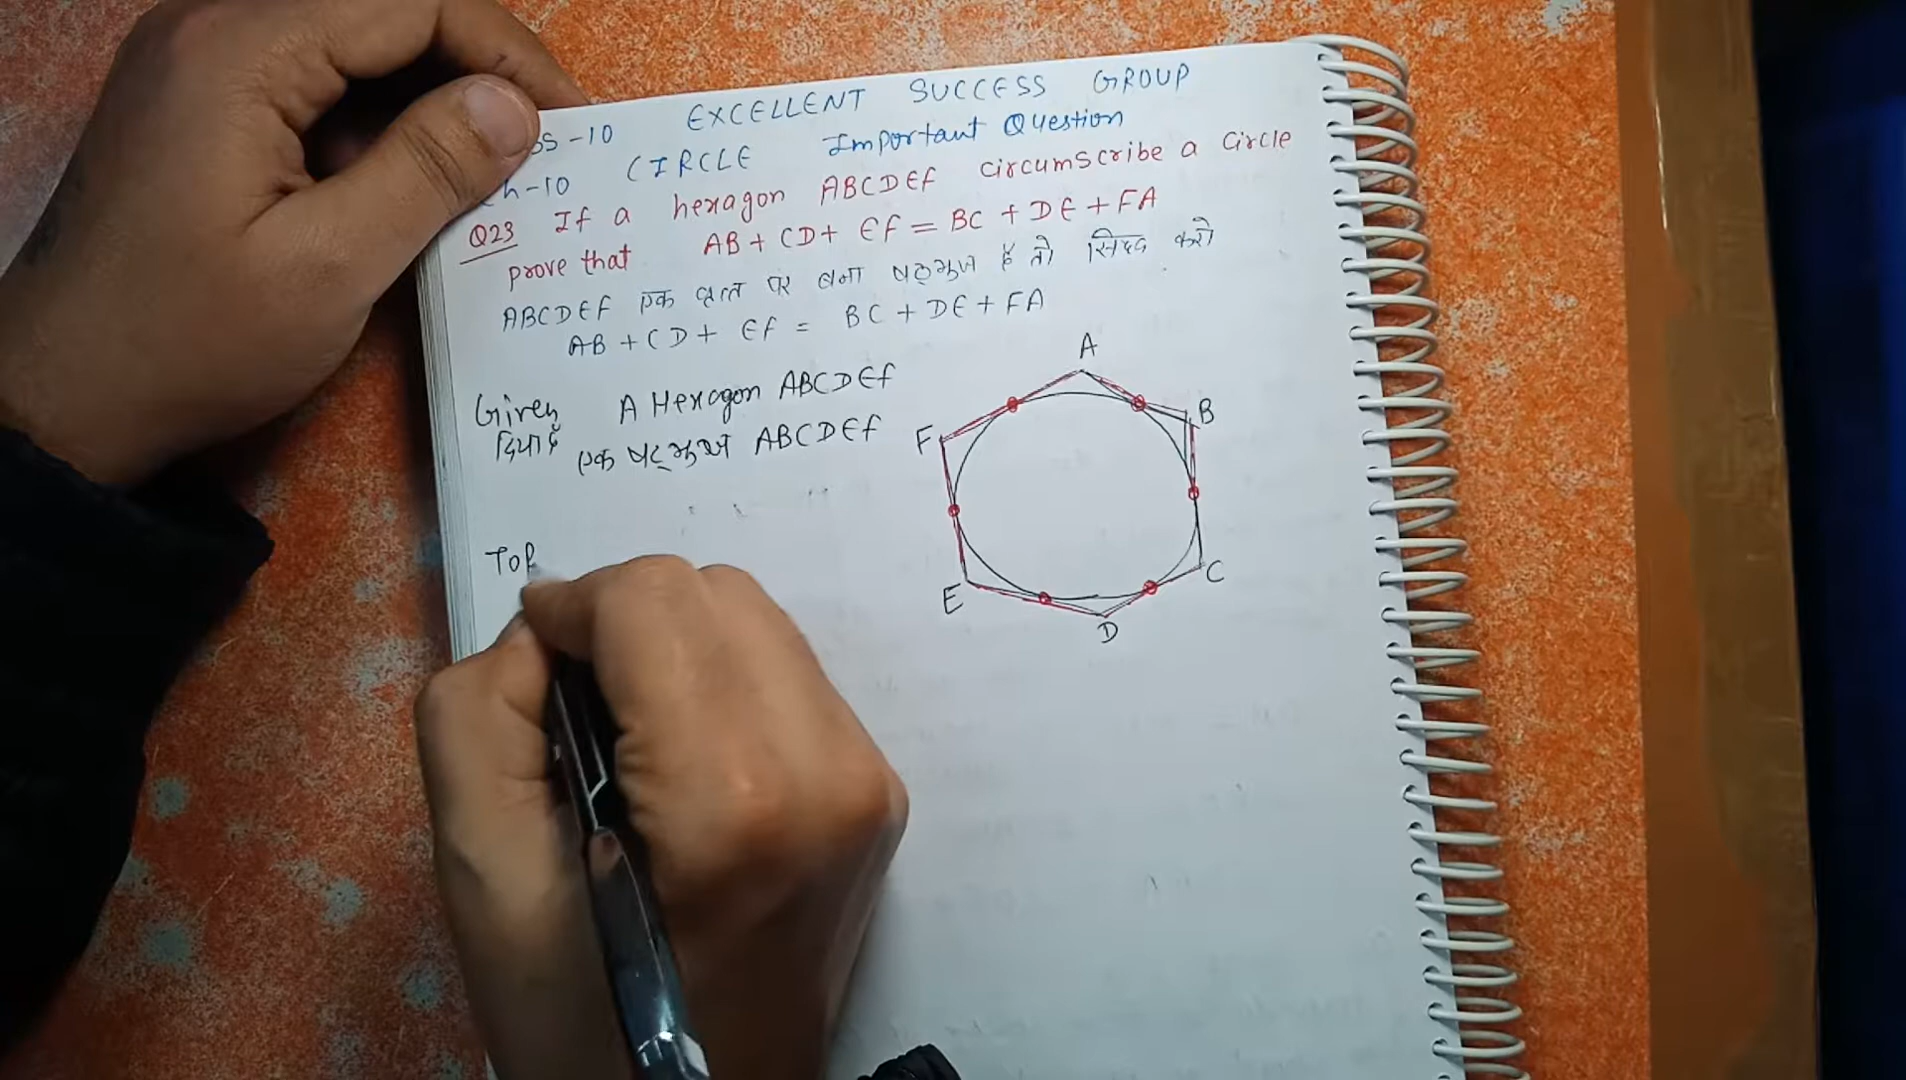 EXCELLENT SUCCESS GROUP
ss-10
CIRCLE Important Question
h-10
Q23 If a hexagon ABCDEf circumscribe a circle
prove that AB + CD + Ef = BC + DE + FA
ABCDEf एक वृत्त पर बना षट्भुज है तो सिद्ध करो
AB + CD + Ef = BC + DE + FA
Given A Hexagon ABCDEf
दिया है एक षट्भुज ABCDEf
A
B
F
C
E
D
Top